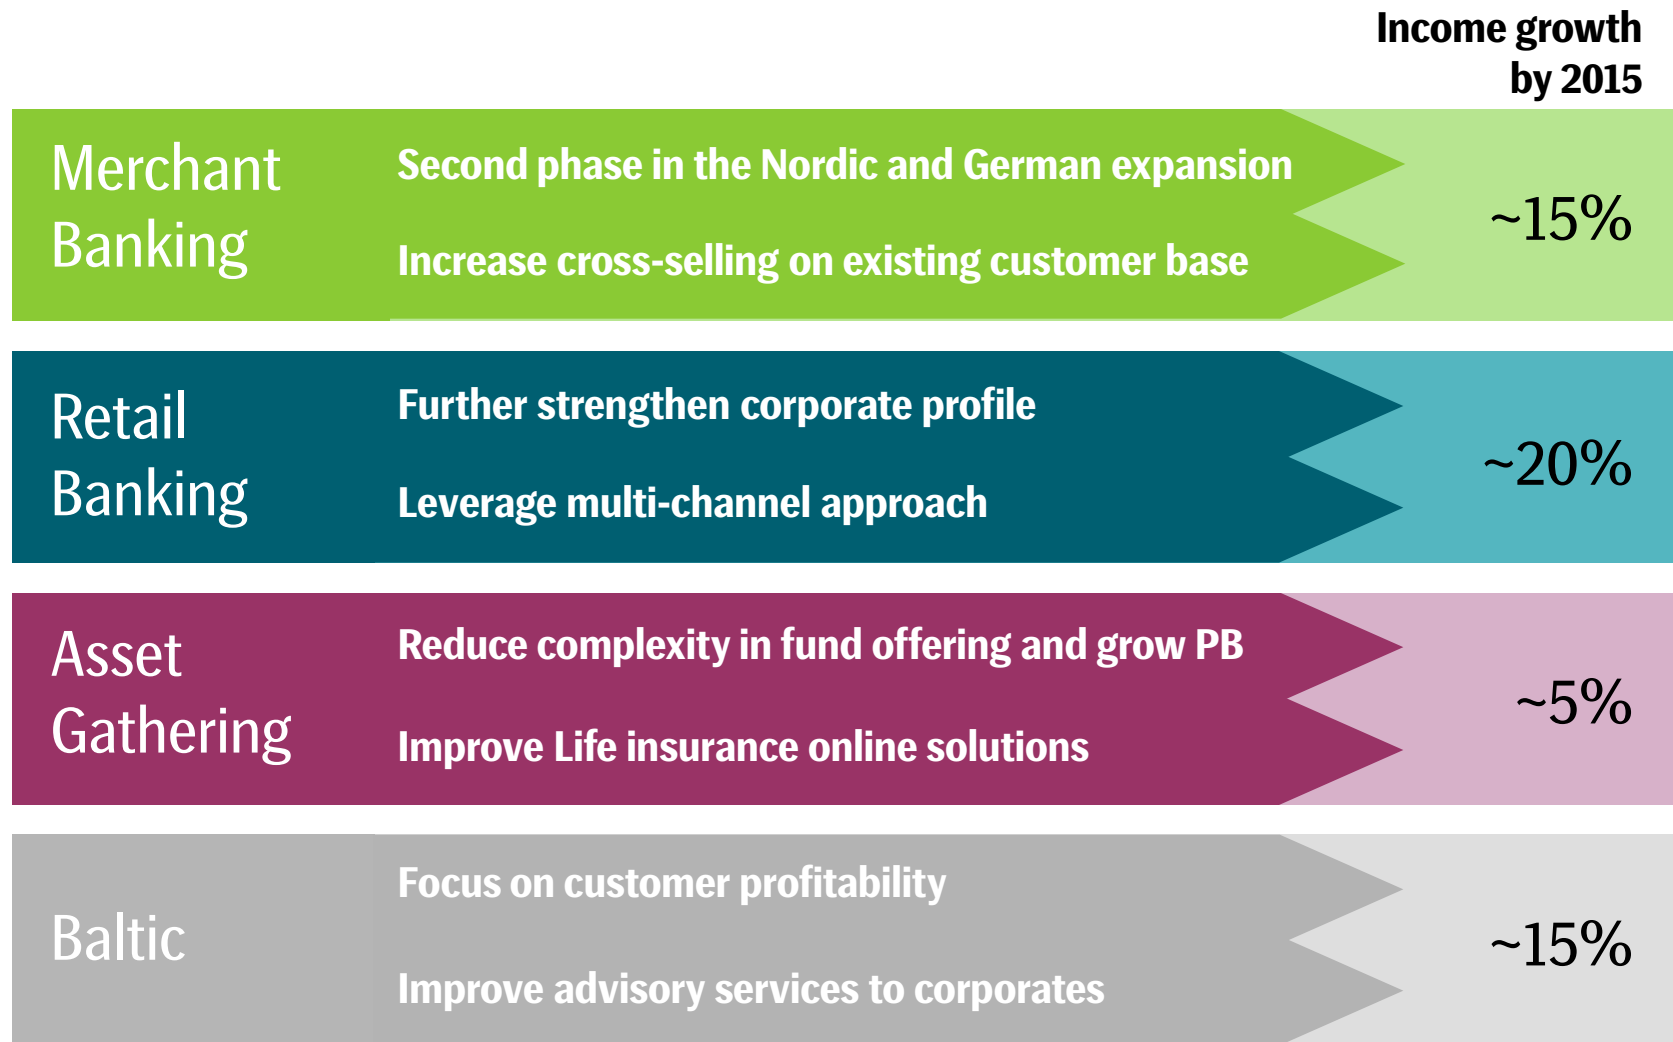 Income growth
by 2015
Merchant
Banking
Second phase in the Nordic and German expansion
Increase cross-selling on existing customer base
~15%
Retail
Banking
Further strengthen corporate profile
Leverage multi-channel approach
~20%
Asset
Gathering
Reduce complexity in fund offering and grow PB
Improve Life insurance online solutions
~5%
Baltic
Focus on customer profitability
Improve advisory services to corporates
~15%